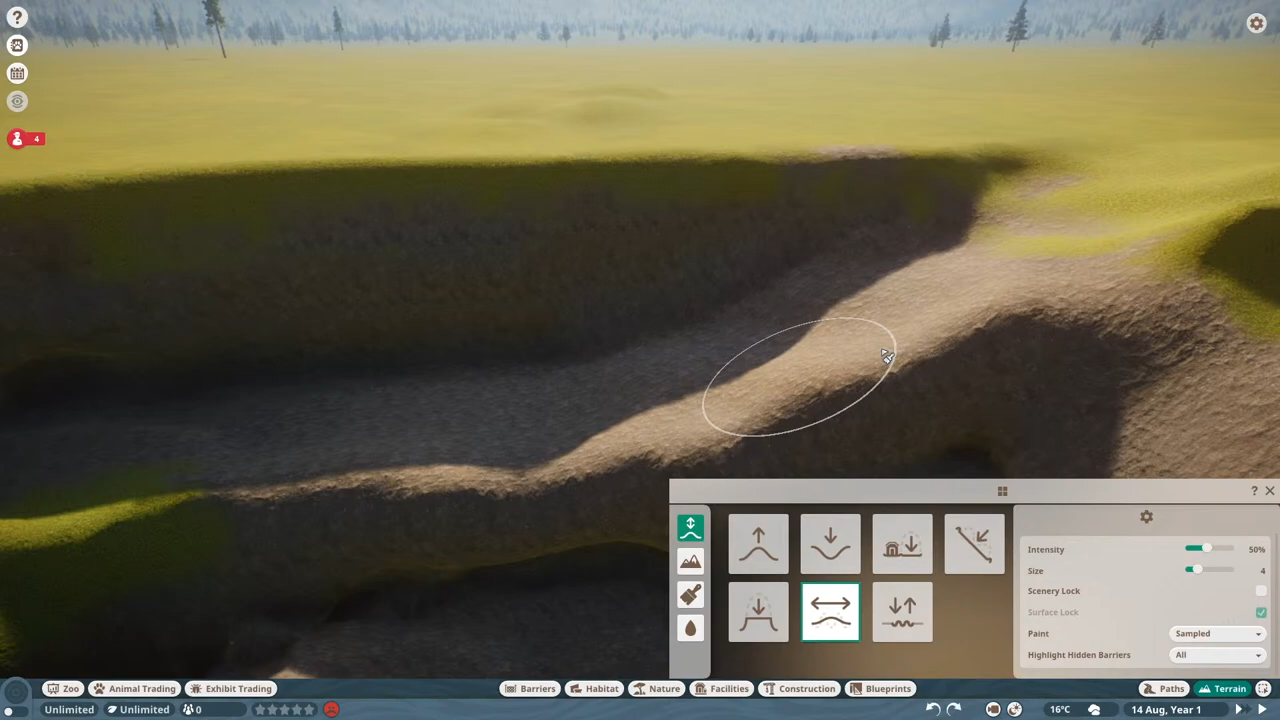 ?
4
? ×
Intensity 50%
Size 4
Scenery Lock
Surface Lock
Paint Sampled
Highlight Hidden Barriers All
Zoo Animal Trading Exhibit Trading Barriers Habitat Nature Facilities Construction Blueprints Paths Terrain
Unlimited Unlimited 0 16°C 14 Aug, Year 1